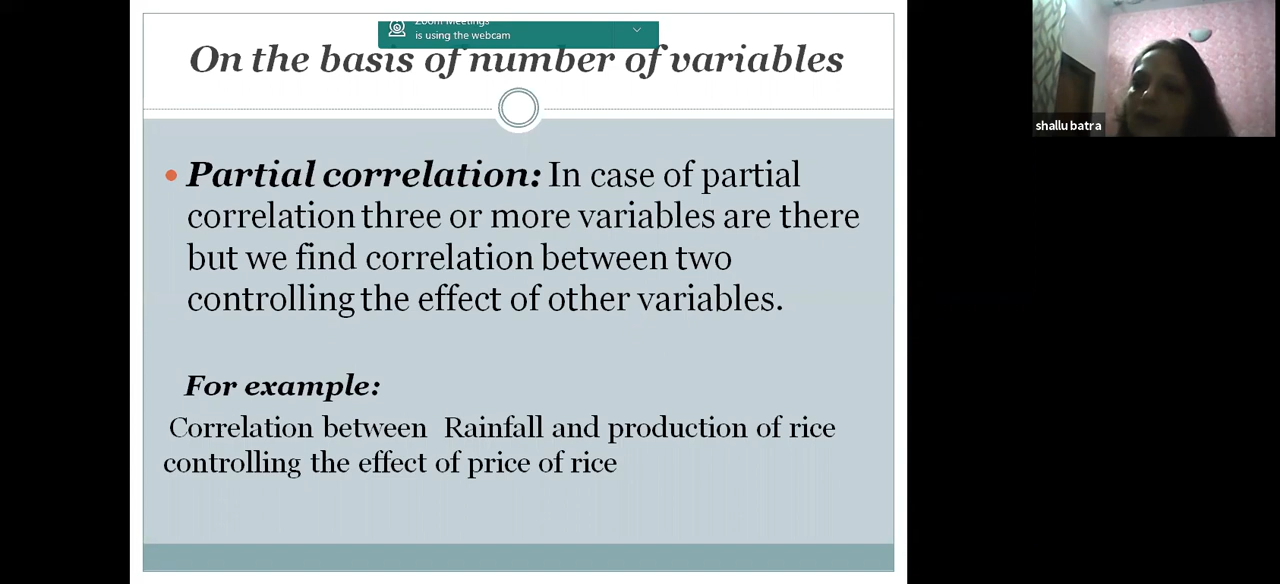 Zoom Meetings
is using the webcam
On the basis of number of variables
shallu batra
• Partial correlation: In case of partial
correlation three or more variables are there
but we find correlation between two
controlling the effect of other variables.
For example:
Correlation between Rainfall and production of rice
controlling the effect of price of rice